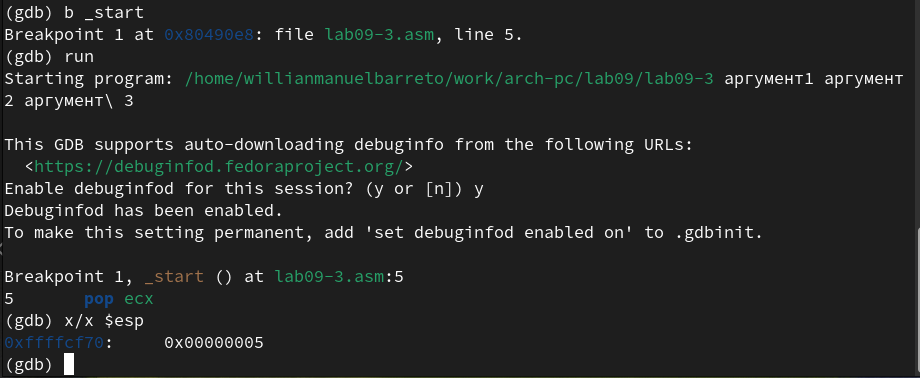 (gdb) b _start
Breakpoint 1 at 0x80490e8: file lab09-3.asm, line 5.
(gdb) run
Starting program: /home/willianmanuelbarreto/work/arch-pc/lab09/lab09-3 аргумент1 аргумент
2 аргумент\ 3
This GDB supports auto-downloading debuginfo from the following URLs:
<https://debuginfod.fedoraproject.org/>
Enable debuginfod for this session? (y or [n]) y
Debuginfod has been enabled.
To make this setting permanent, add 'set debuginfod enabled on' to .gdbinit.
Breakpoint 1, _start () at lab09-3.asm:5
5 pop ecx
(gdb) x/x $esp
0xffffcf70: 0x00000005
(gdb)